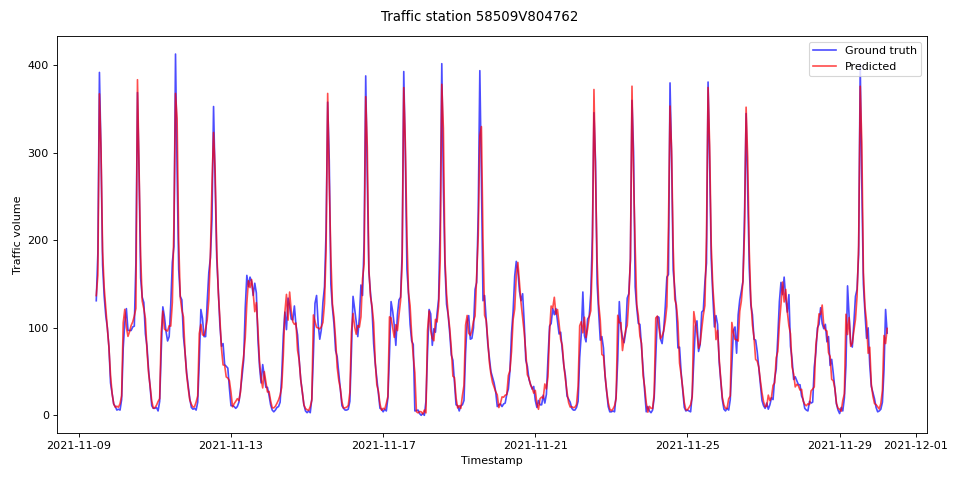 Traffic station 58509V804762
Ground truth
Predicted
400
300
200
100
0
Traffic volume
2021-11-09
2021-11-13
2021-11-17
2021-11-21
2021-11-25
2021-11-29
2021-12-01
Timestamp